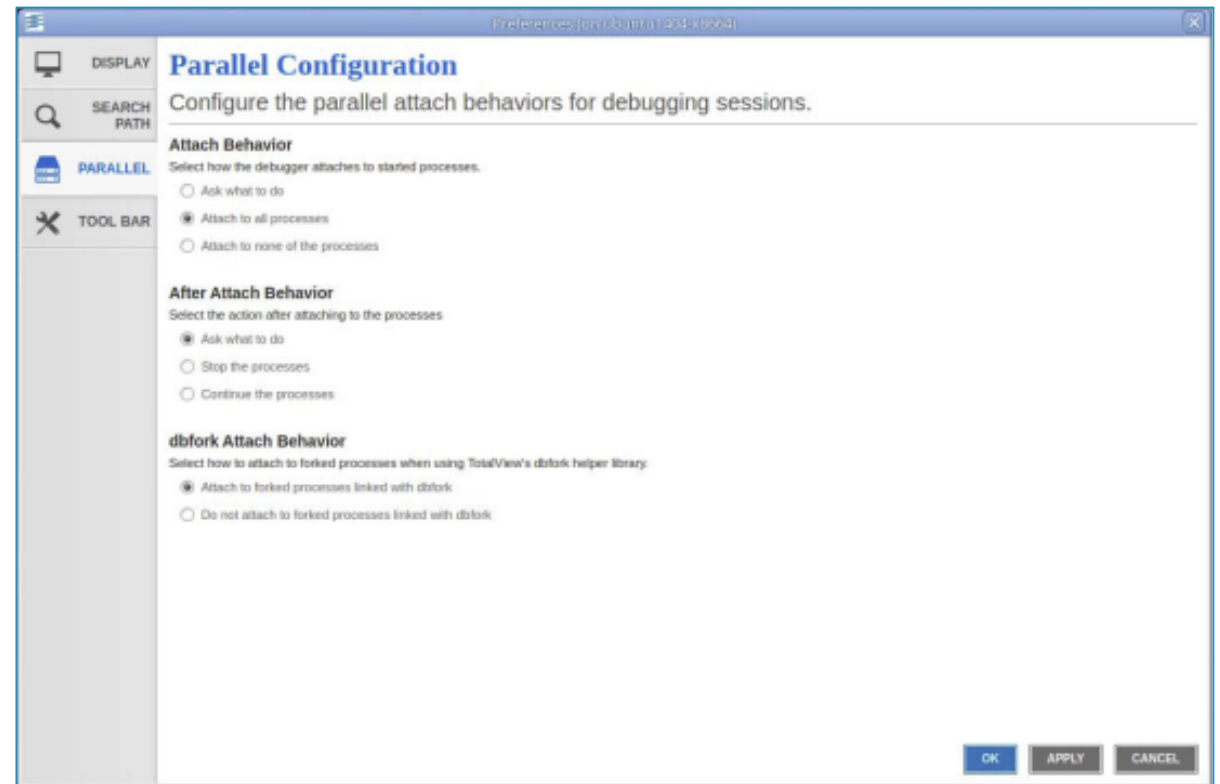 Preferences (on ubuntu1404-x8664)
DISPLAY
SEARCH
PATH
PARALLEL
TOOL BAR
Parallel Configuration
Configure the parallel attach behaviors for debugging sessions.
Attach Behavior
Select how the debugger attaches to started processes.
Ask what to do
Attach to all processes
Attach to none of the processes
After Attach Behavior
Select the action after attaching to the processes
Ask what to do
Stop the processes
Continue the processes
dbfork Attach Behavior
Select how to attach to forked processes when using TotalView's dbfork helper library.
Attach to forked processes linked with dbfork
Do not attach to forked processes linked with dbfork
OK
APPLY
CANCEL